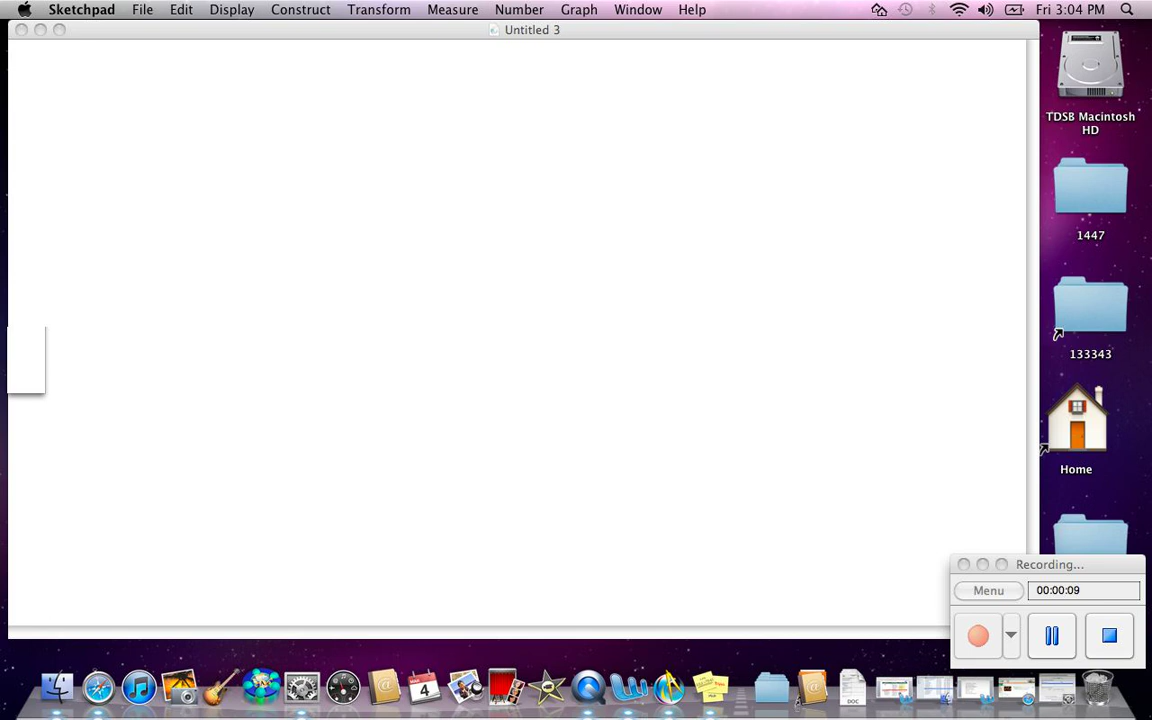 Sketchpad File Edit Display Construct Transform Measure Number Graph Window Help Fri 3:04 PM
Untitled 3
TDSB Macintosh
HD
1447
133343
Home
Recording...
Menu 00:00:09
4
DOC